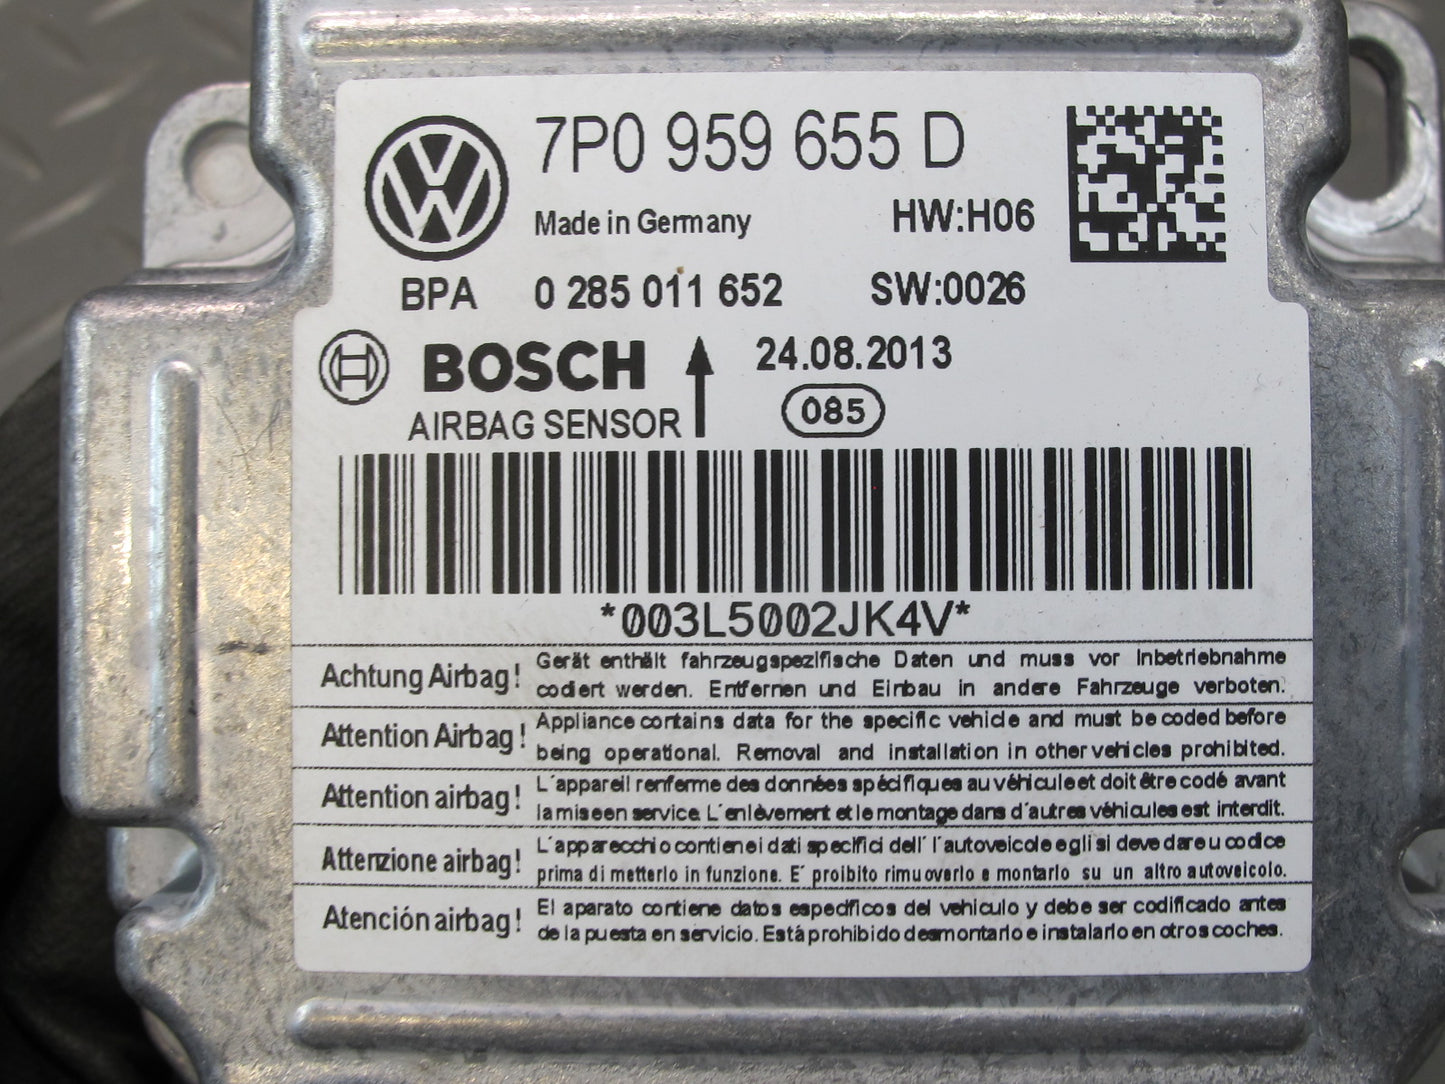 7P0 959 655 D
Made in Germany HW:H06
BPA 0 285 011 652 SW:0026
BOSCH 24.08.2013
AIRBAG SENSOR 085
*003L5002JK4V*
Achtung Airbag! Gerät enthält fahrzeugspezifische Daten und muss vor Inbetriebnahme
codiert werden. Entfernen und Einbau in andere Fahrzeuge verboten.
Attention Airbag! Appliance contains data for the specific vehicle and must be coded before
being operational. Removal and installation in other vehicles prohibited.
Attention airbag! L'appareil renferme des données spécifiques au véhicule et doit être codé avant
la mise en service. L'enlèvement et le montage dans d'autres véhicules est interdit.
Attenzione airbag! L'apparecchio contiene i dati specifici dell' l'autoveicolo e gli si deve dare u codice
prima di metterlo in funzione. E' proibito rimuoverlo e montarlo su un altro autoveicolo.
Atención airbag! El aparato contiene datos específicos del vehículo y debe ser codificado antes
de la puesta en servicio. Está prohibido desmontarlo e instalarlo en otros coches.